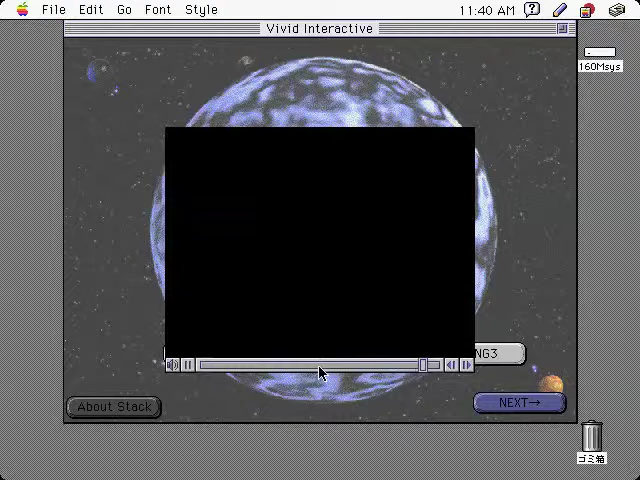 File Edit Go Font Style 11:40 AM
Vivid Interactive
160Msys
NG3
About Stack
NEXT→
ゴミ箱